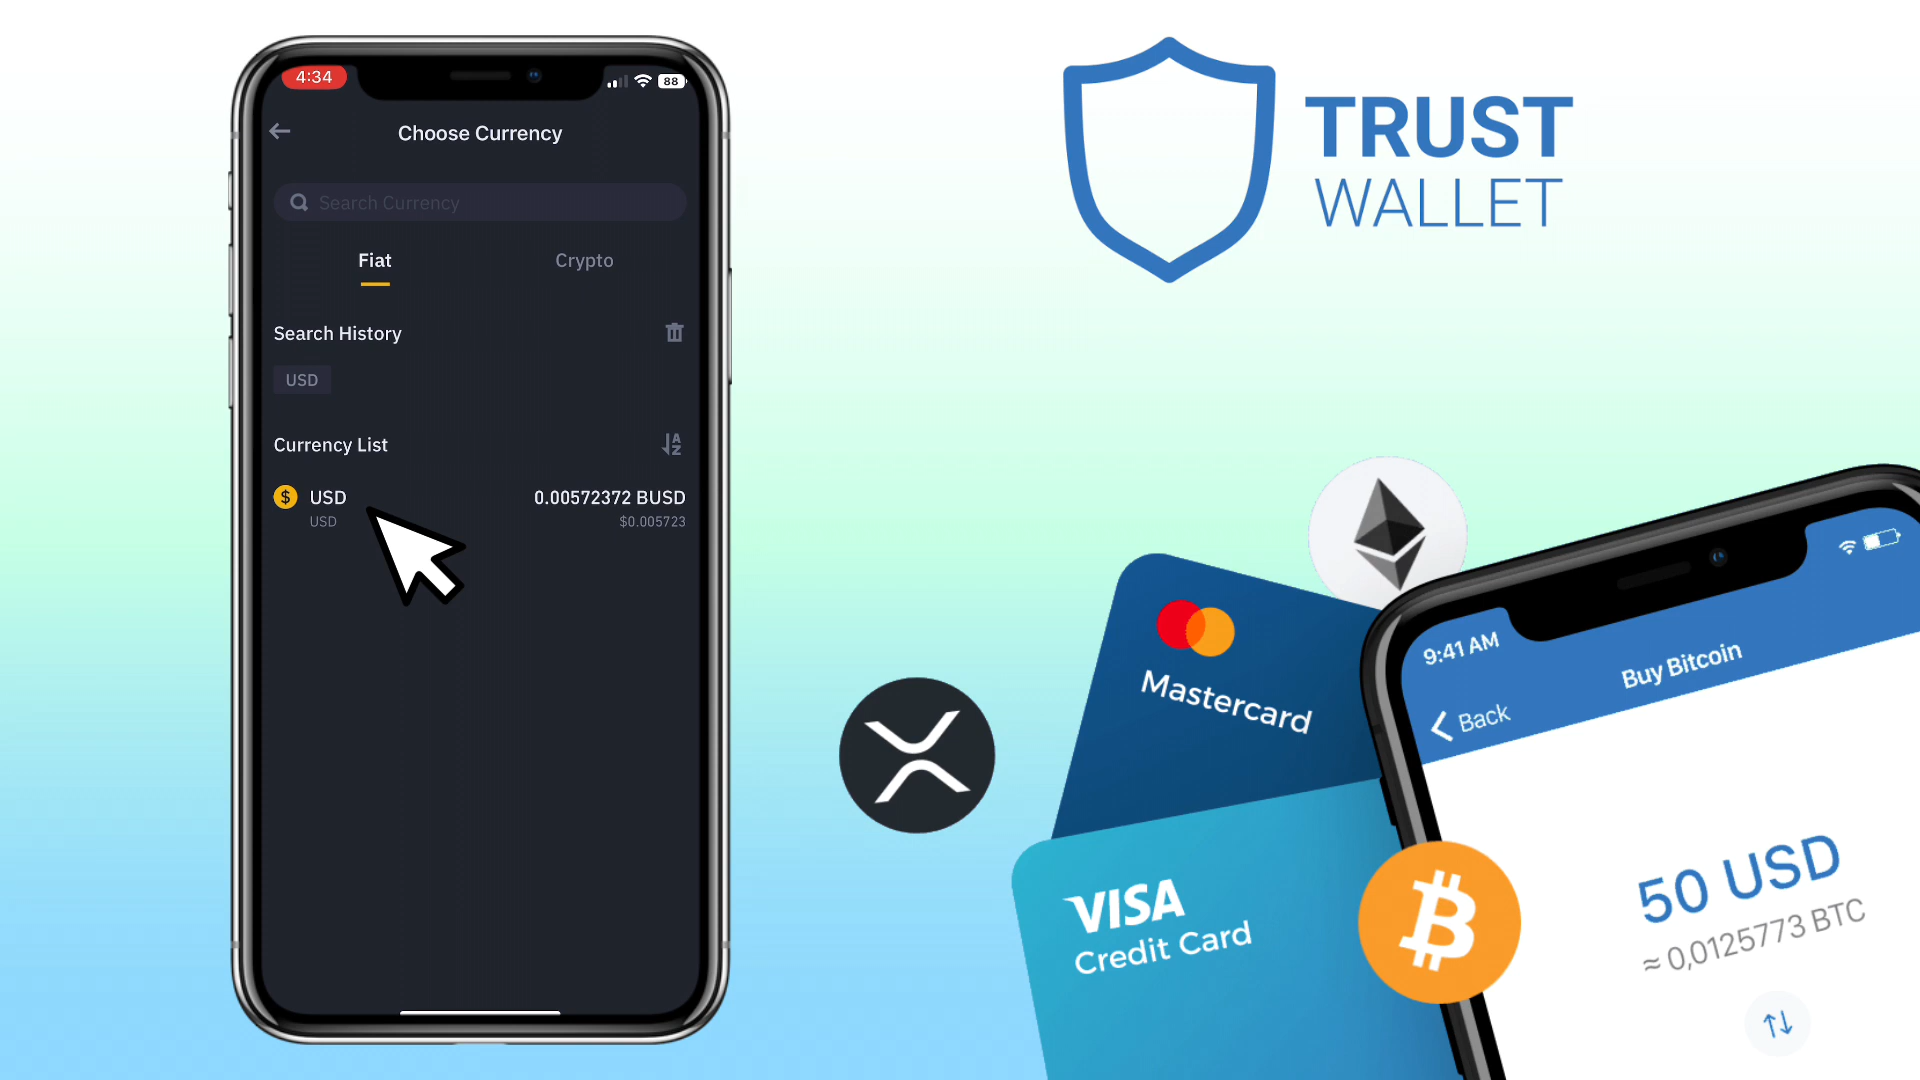 4:34
88
Choose Currency
Search Currency
Fiat
Crypto
Search History
USD
Currency List
A
Z
$ USD
0.00572372 BUSD
USD
$0.005723
TRUST
WALLET
Mastercard
VISA
Credit Card
9:41 AM
Buy Bitcoin
Back
50 USD
≈ 0,0125773 BTC